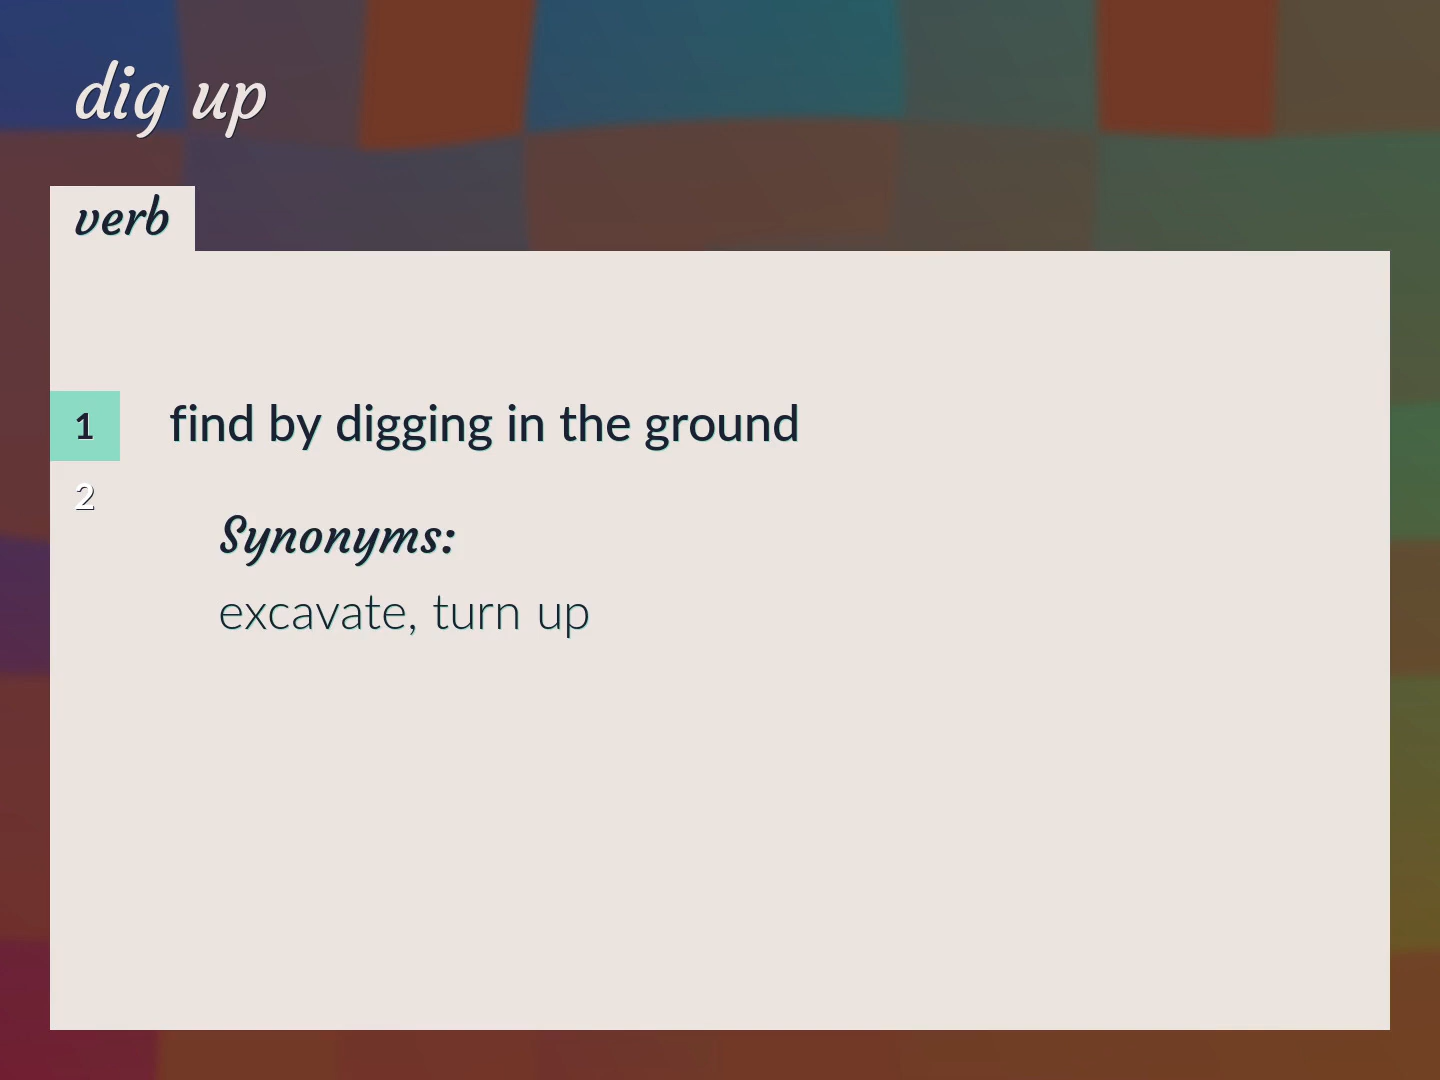 dig up
verb
1 find by digging in the ground
2
Synonyms:
excavate, turn up